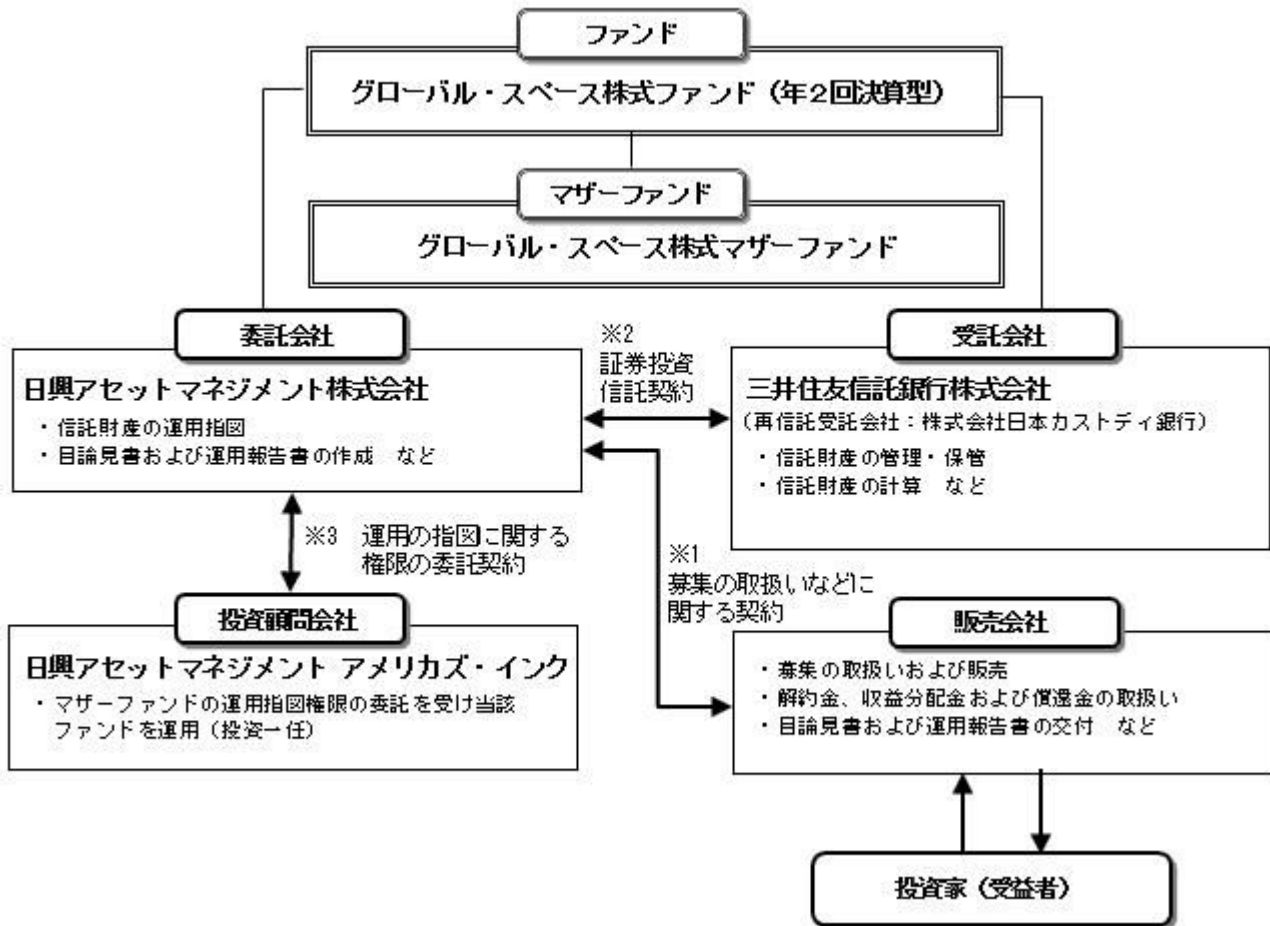 ファンド
グローバル・スペース株式ファンド（年２回決算型）
マザーファンド
グローバル・スペース株式マザーファンド
委託会社
日興アセットマネジメント株式会社
・信託財産の運用指図
・目論見書および運用報告書の作成　など
※2
証券投資
信託契約
受託会社
三井住友信託銀行株式会社
（再信託受託会社：株式会社日本カストディ銀行）
・信託財産の管理・保管
・信託財産の計算　など
※3　運用の指図に関する
権限の委託契約
※1
募集の取扱いなどに
関する契約
投資顧問会社
日興アセットマネジメント アメリカズ・インク
・マザーファンドの運用指図権限の委託を受け当該
ファンドを運用（投資一任）
販売会社
・募集の取扱いおよび販売
・解約金、収益分配金および償還金の取扱い
・目論見書および運用報告書の交付　など
投資家（受益者）